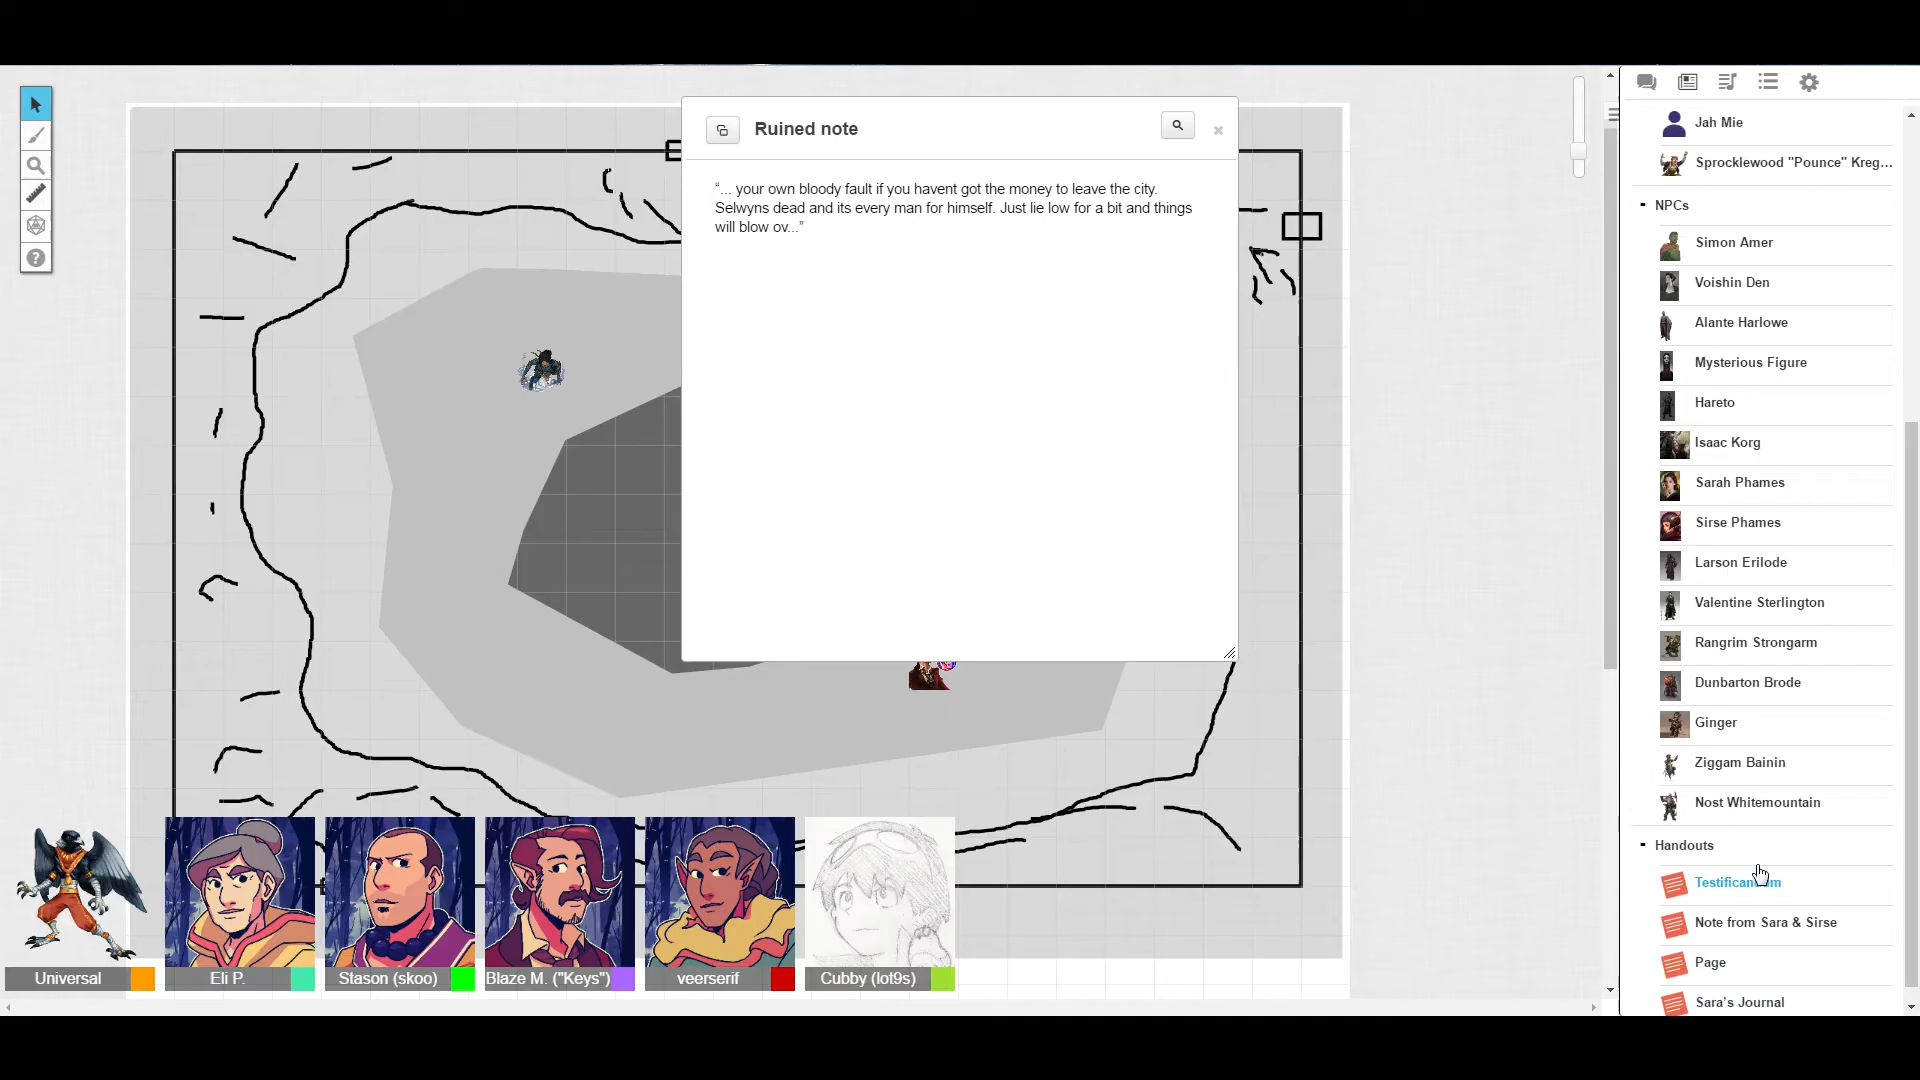 Ruined note
“... your own bloody fault if you havent got the money to leave the city.
Selwyns dead and its every man for himself. Just lie low for a bit and things
will blow ov...”
Jah Mie
Sprocklewood "Pounce" Kreg...
NPCs
Simon Amer
Voishin Den
Alante Harlowe
Mysterious Figure
Hareto
Isaac Korg
Sarah Phames
Sirse Phames
Larson Erilode
Valentine Sterlington
Rangrim Strongarm
Dunbarton Brode
Ginger
Ziggam Bainin
Nost Whitemountain
Handouts
Note from Sara & Sirse
Page
Sara's Journal
Universal
Eli P.
Stason (skoo)
Blaze M. ("Keys")
veerserif
Cubby (lot9s)